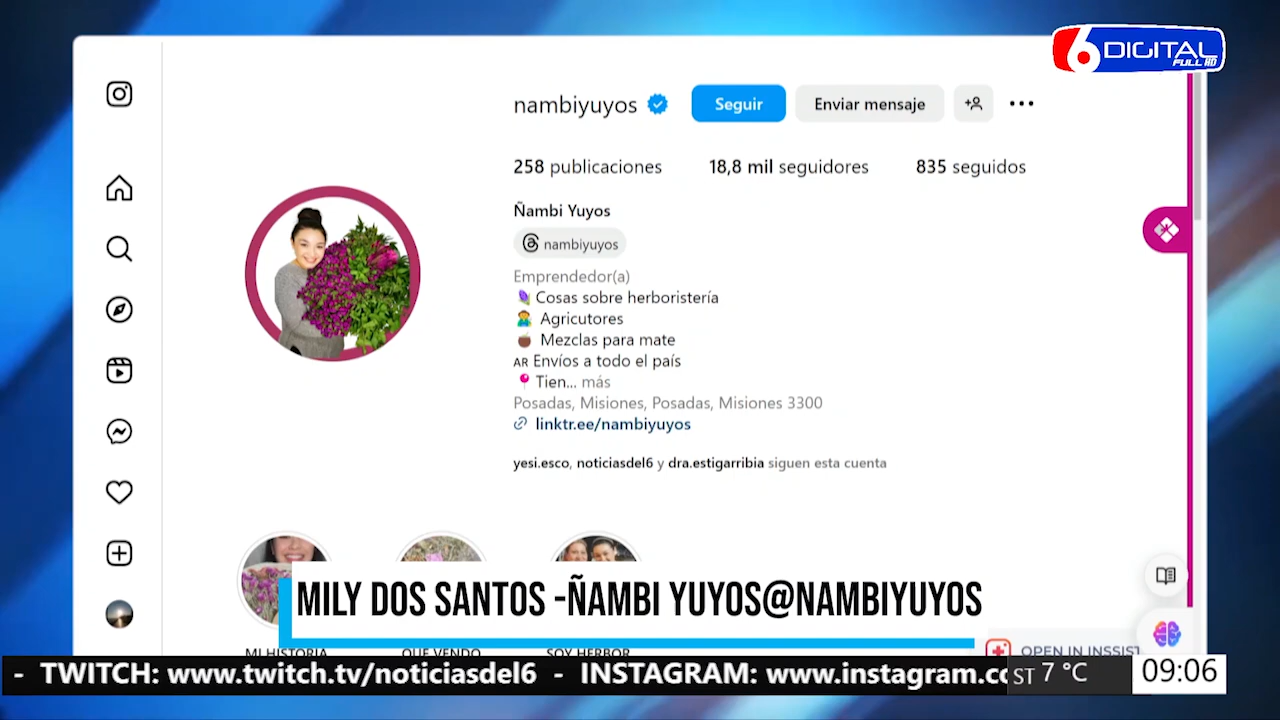 6 DIGITAL
FULL HD
nambiyuyos
Seguir
Enviar mensaje
258 publicaciones
18,8 mil seguidores
835 seguidos
Ñambi Yuyos
nambiyuyos
Emprendedor(a)
Cosas sobre herboristería
Agricutores
Mezclas para mate
AR Envíos a todo el país
Tien... más
Posadas, Misiones, Posadas, Misiones 3300
linktr.ee/nambiyuyos
yesi.esco, noticiasdel6 y dra.estigarribia siguen esta cuenta
MILY DOS SANTOS -ÑAMBI YUYOS@NAMBIYUYOS
MI HISTORIA
QUE VENDO
SOY HERBOR
OPEN IN INSSIST
- TWITCH: www.twitch.tv/noticiasdel6 - INSTAGRAM: www.instagram.co
ST 7 °C
09:06